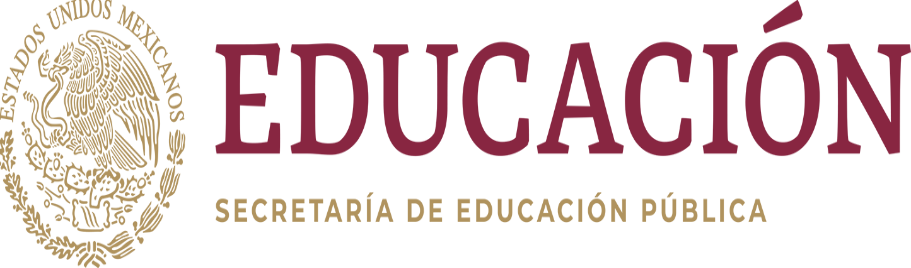 ESTADOS UNIDOS MEXICANOS
EDUCACIÓN
SECRETARÍA DE EDUCACIÓN PÚBLICA